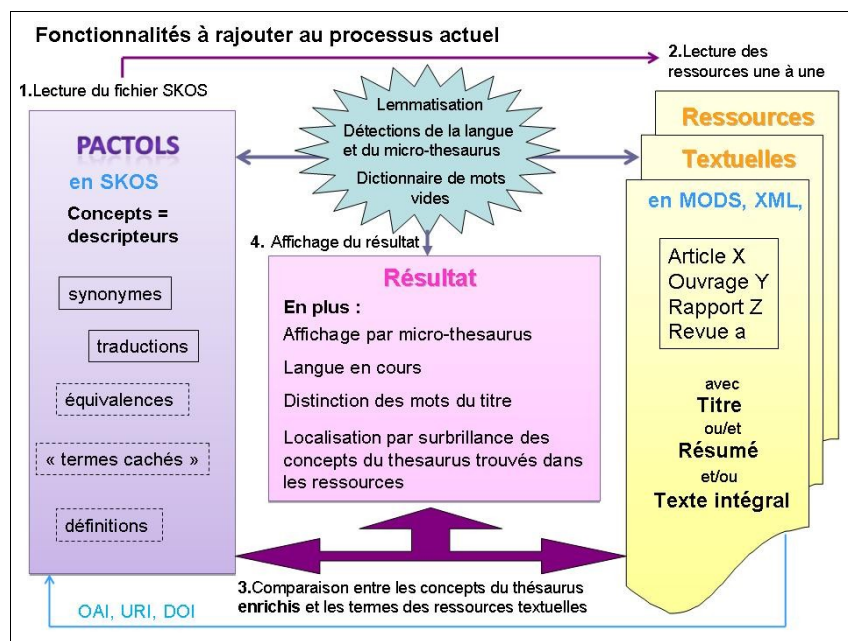 Fonctionnalités à rajouter au processus actuel
2.Lecture des
ressources une à une
1.Lecture du fichier SKOS
PACTOLS
en SKOS
Concepts =
descripteurs
synonymes
traductions
équivalences
« termes cachés »
définitions
Lemmatisation
Détections de la langue
et du micro-thesaurus
Dictionnaire de mots
vides
Ressources
Textuelles
en MODS, XML,
Article X
Ouvrage Y
Rapport Z
Revue a
avec
Titre
ou/et
Résumé
et/ou
Texte intégral
4. Affichage du résultat
Résultat
En plus :
Affichage par micro-thesaurus
Langue en cours
Distinction des mots du titre
Localisation par surbrillance des
concepts du thesaurus trouvés dans
les ressources
3.Comparaison entre les concepts du thésaurus
enrichis et les termes des ressources textuelles
OAI, URI, DOI